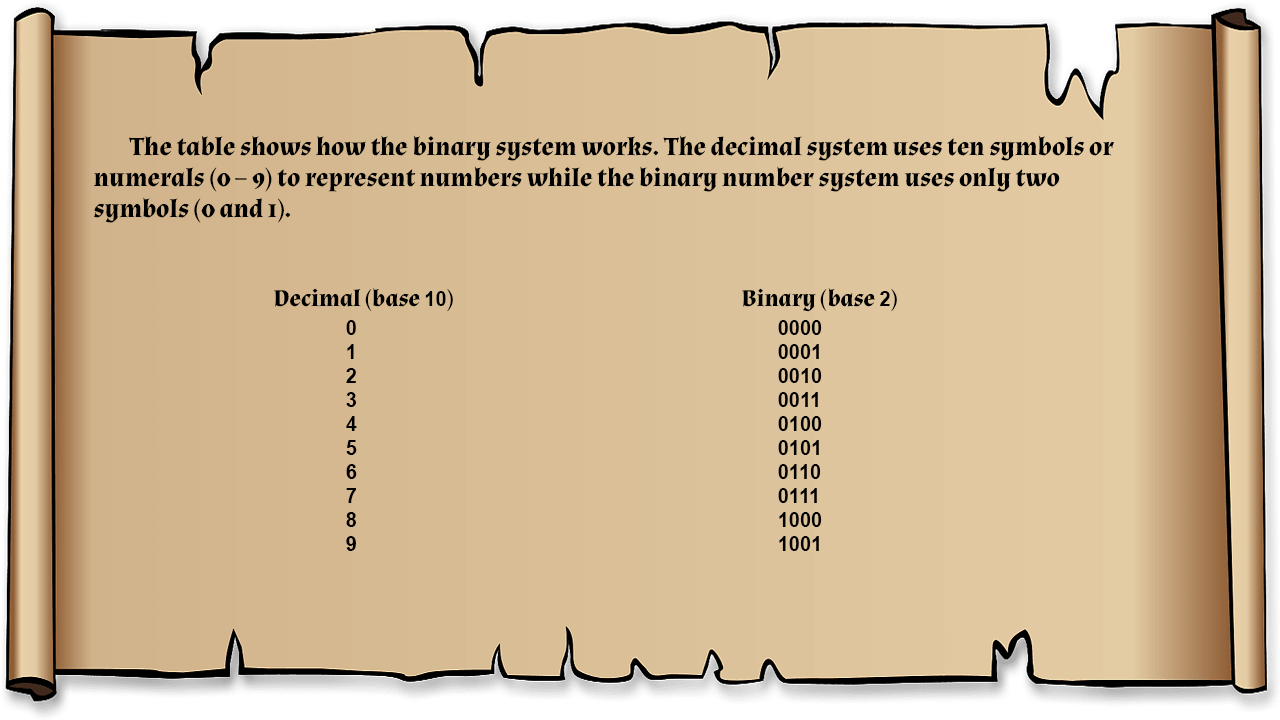 The table shows how the binary system works. The decimal system uses ten symbols or
numerals (0 – 9) to represent numbers while the binary number system uses only two
symbols (0 and 1).
Decimal (base 10) Binary (base 2)
0 0000
1 0001
2 0010
3 0011
4 0100
5 0101
6 0110
7 0111
8 1000
9 1001